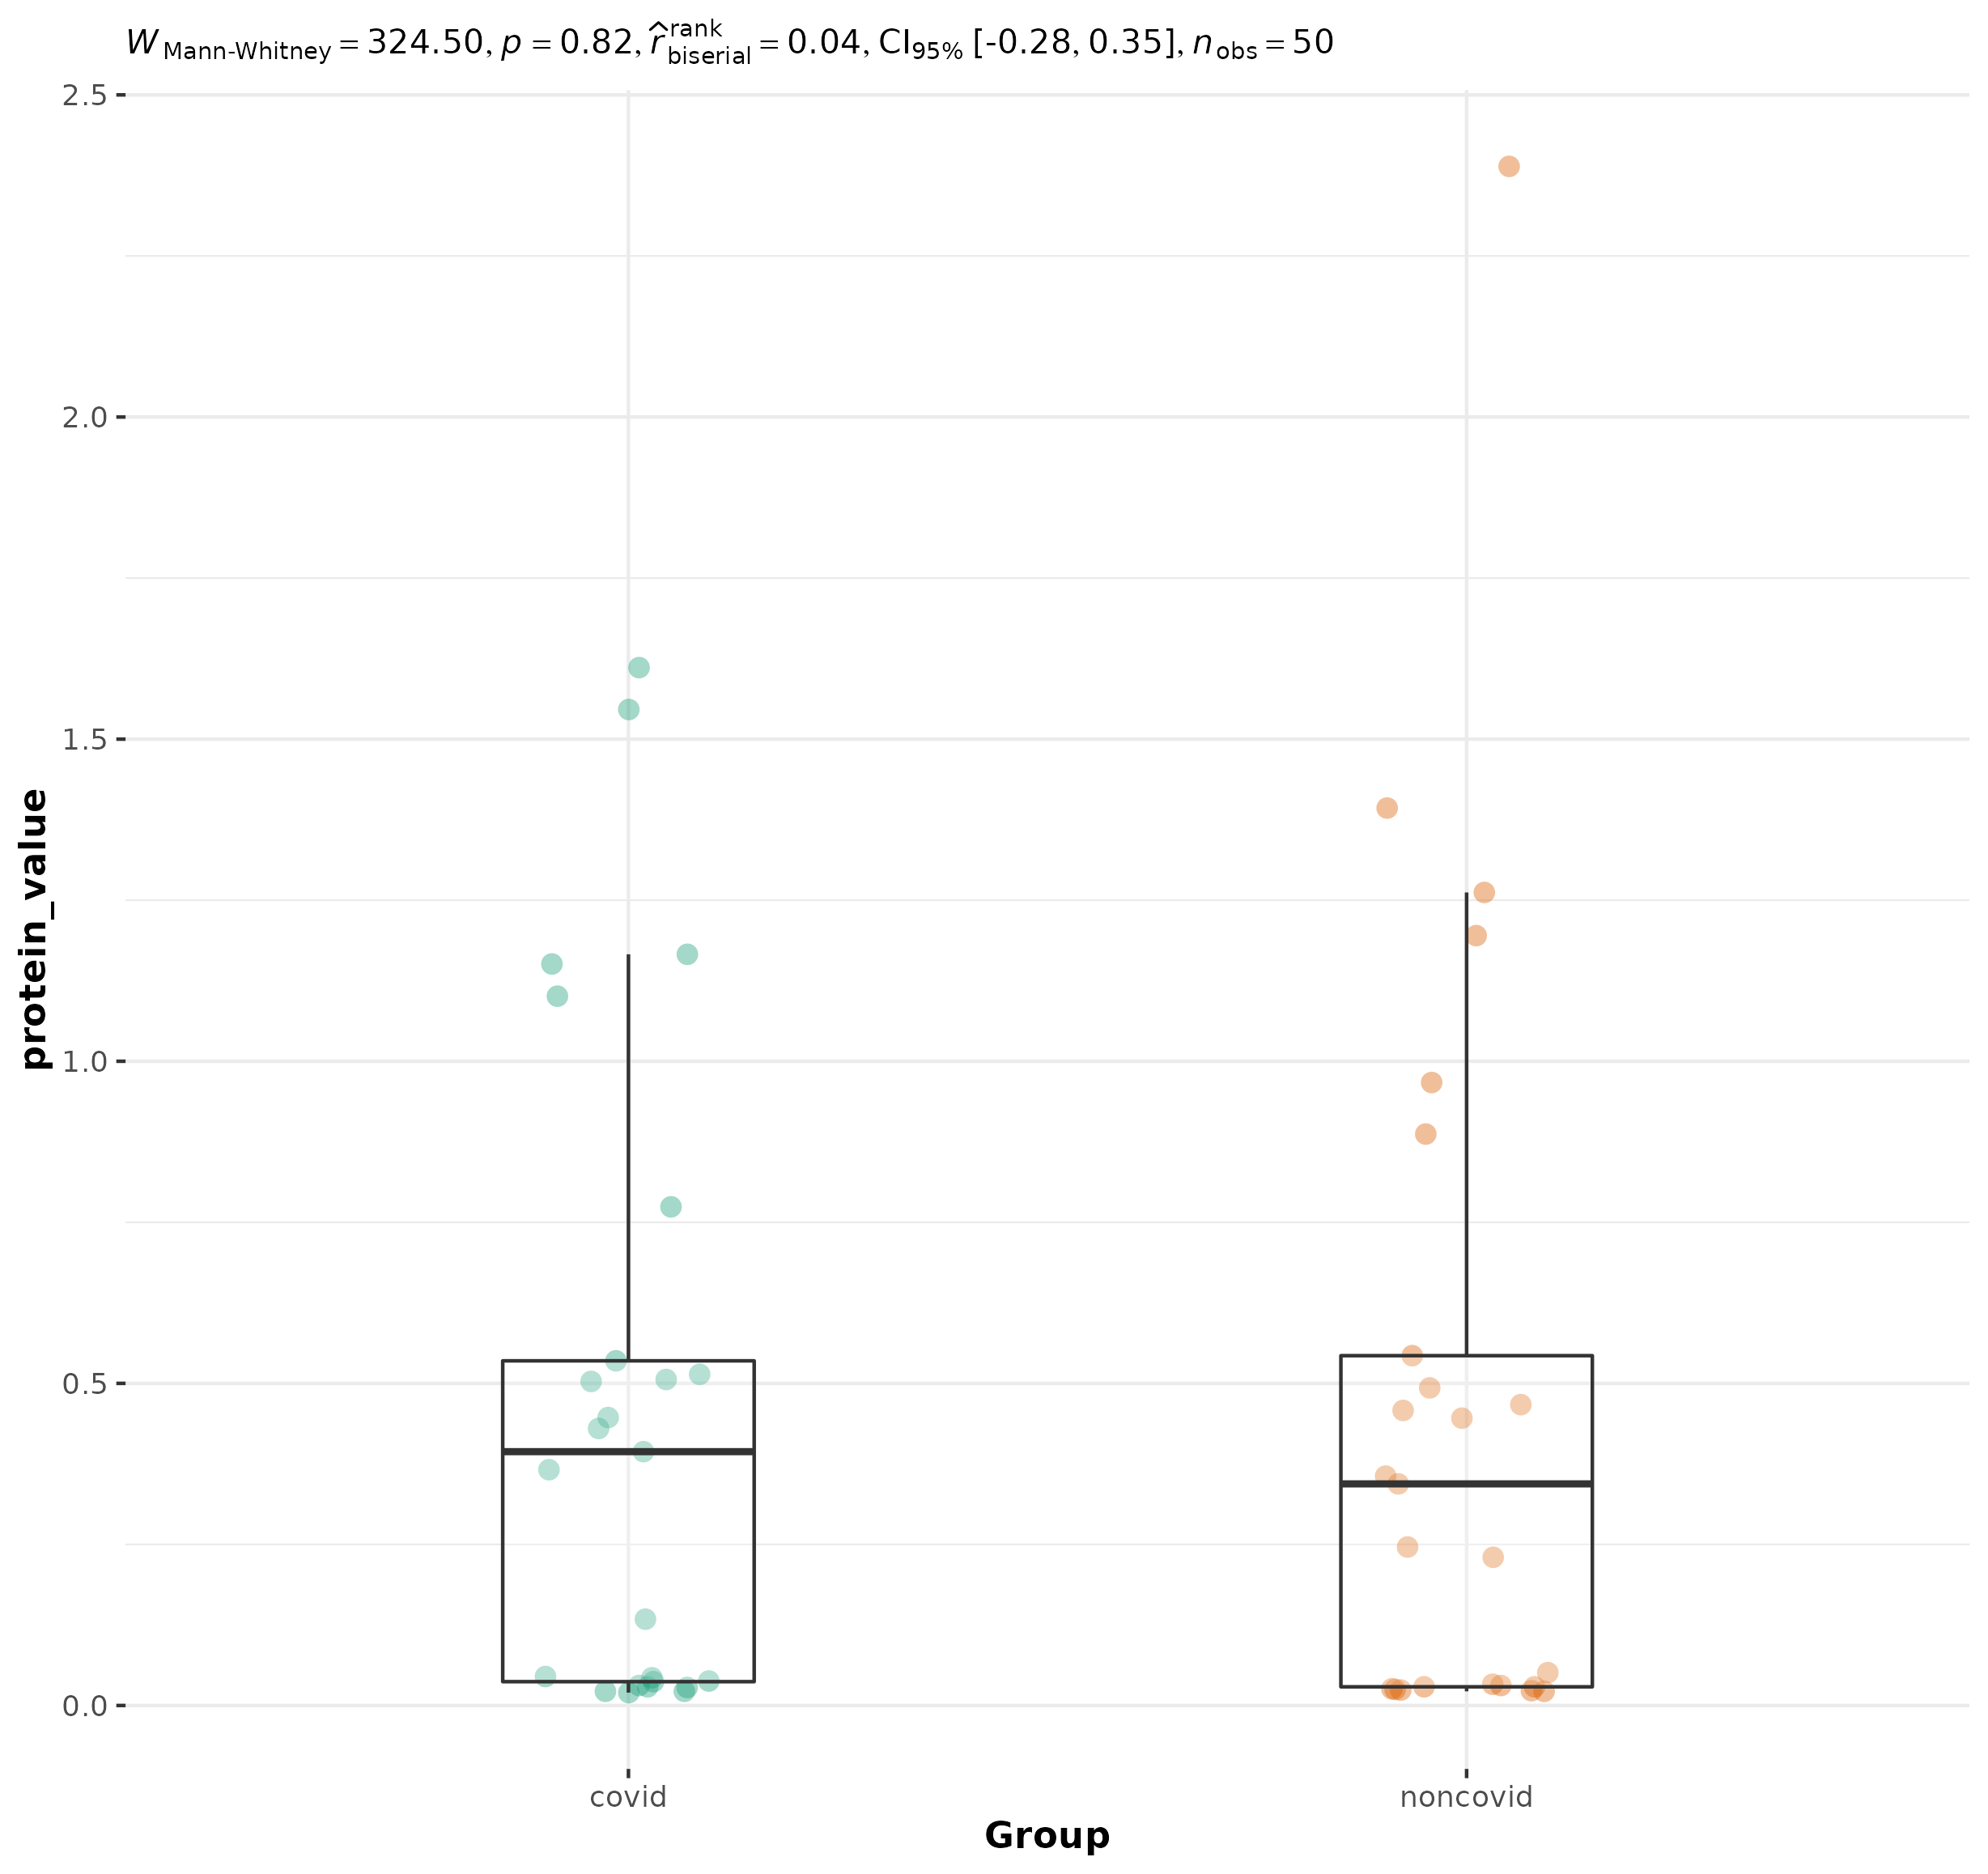 W Mann-Whitney = 324.50, p = 0.82, r̂ rank biserial = 0.04, CI95% [-0.28, 0.35], nobs = 50
2.5
2.0
1.5
1.0
0.5
0.0
protein_value
covid noncovid
Group